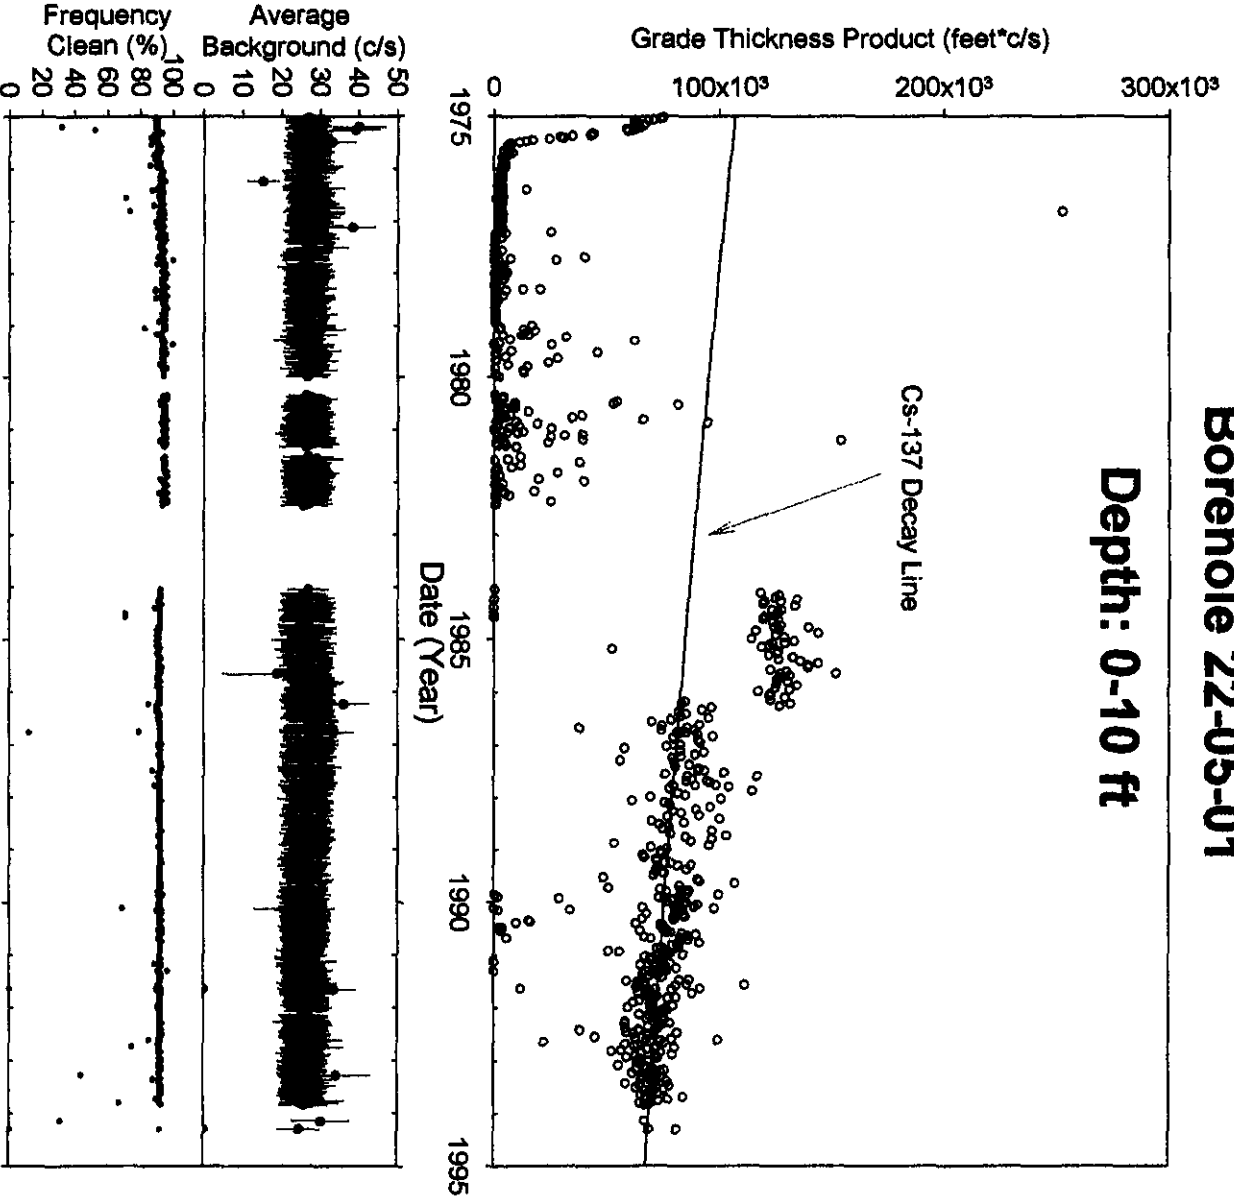 Borehole 22-05-01
Depth: 0-10 ft
Grade Thickness Product (feet*c/s)
300x10³
200x10³
100x10³
0
Cs-137 Decay Line
1975
1980
1985
1990
1995
Date (Year)
Average
Background (c/s)
50
40
30
20
10
0
Frequency
Clean (%)
100
80
60
40
20
0